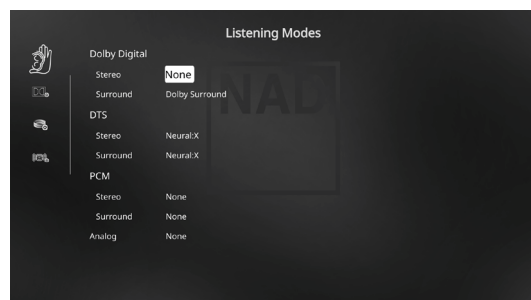 Listening Modes
Dolby Digital
Stereo None
Surround Dolby Surround
DTS
Stereo Neural:X
Surround Neural:X
PCM
Stereo None
Surround None
Analog None
NAD